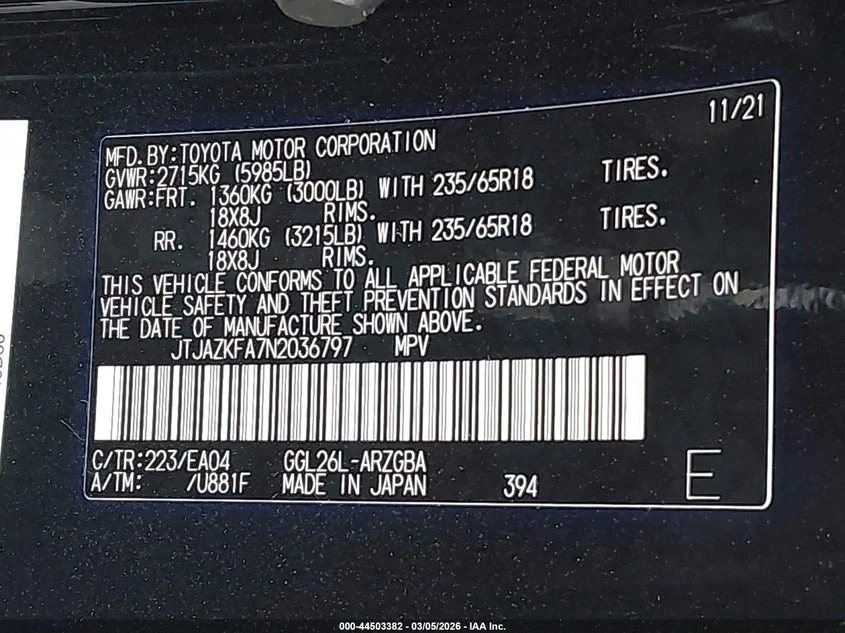 11/21
MFD. BY:TOYOTA MOTOR CORPORATION
GVWR:2715KG (5985LB)
GAWR:FRT. 1360KG (3000LB) WITH 235/65R18 TIRES.
18X8J RIMS.
RR. 1460KG (3215LB) WITH 235/65R18 TIRES.
18X8J RIMS.
THIS VEHICLE CONFORMS TO ALL APPLICABLE FEDERAL MOTOR
VEHICLE SAFETY AND THEFT PREVENTION STANDARDS IN EFFECT ON
THE DATE OF MANUFACTURE SHOWN ABOVE.
JTJAZKFA7N2036797 MPV
C/TR:223/EA04 GGL26L-ARZGBA
A/TM: /U881F MADE IN JAPAN 394 E
000-44503382 - 03/05/2026 - IAA Inc.